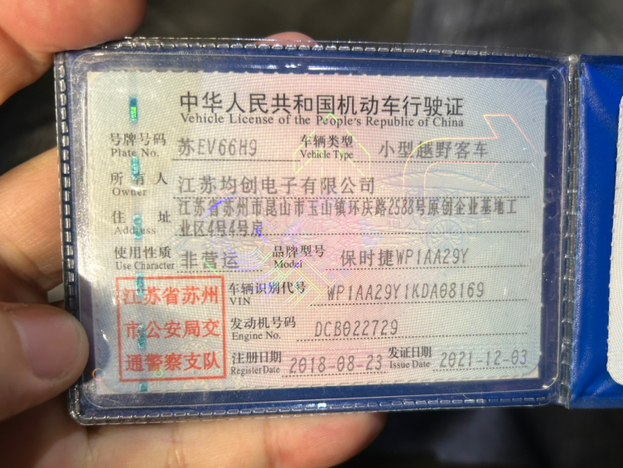 中华人民共和国机动车行驶证
Vehicle License of the People's Republic of China
号牌号码 苏EV66H9 车辆类型 小型越野客车
Plate No. Vehicle Type
所有人 江苏均创电子有限公司
Owner
住址 江苏省苏州市昆山市玉山镇环庆路2588号原创企业基地工
Address 业区4号4号房
使用性质 非营运 品牌型号 保时捷WP1AA29Y
Use Character Model
江苏省苏州 车辆识别代号 WP1AA29Y1KDA08169
VIN
市公安局交 发动机号码 DCB022729
Engine No.
通警察支队 注册日期 2018-08-23 发证日期 2021-12-03
Register Date Issue Date